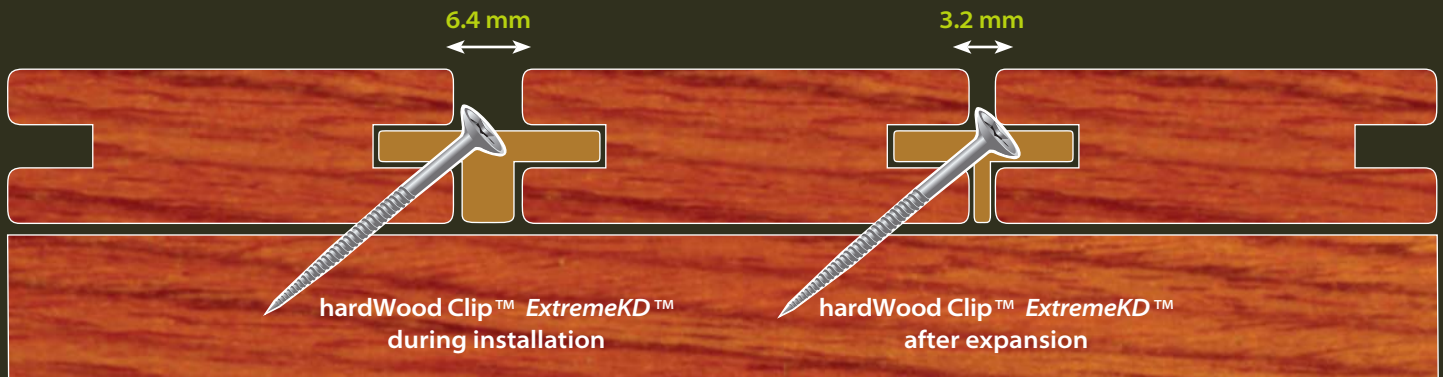 6.4 mm
3.2 mm
hardWood Clip™ ExtremeKD™
during installation
hardWood Clip™ ExtremeKD™
after expansion